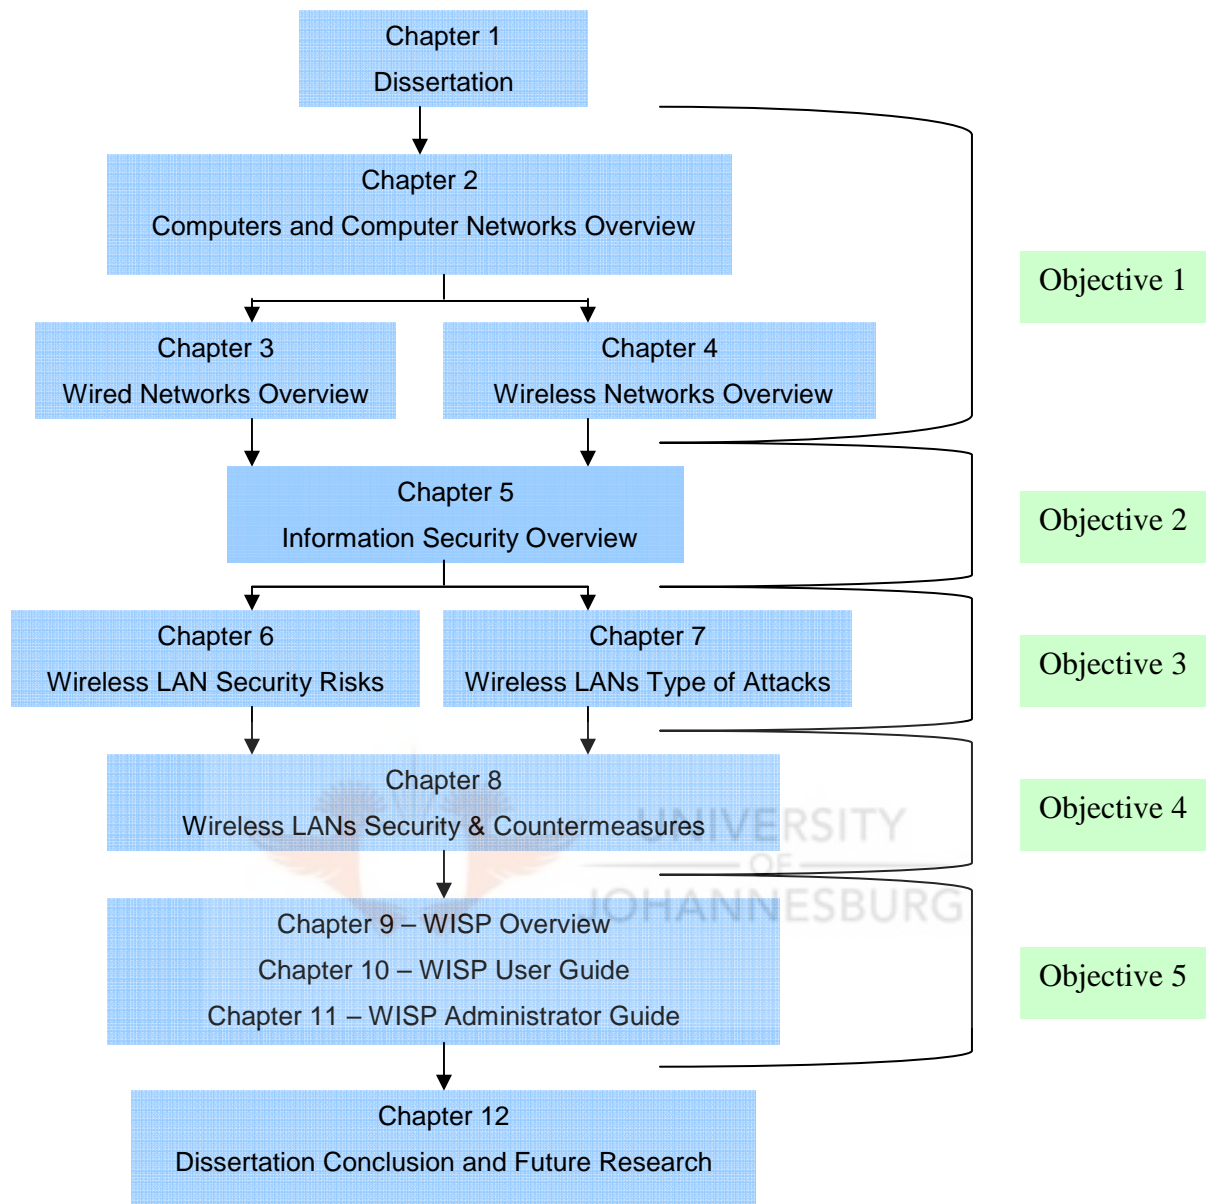 Chapter 1
Dissertation
Chapter 2
Computers and Computer Networks Overview
Objective 1
Chapter 3
Wired Networks Overview
Chapter 4
Wireless Networks Overview
Chapter 5
Information Security Overview
Objective 2
Chapter 6
Wireless LAN Security Risks
Chapter 7
Wireless LANs Type of Attacks
Objective 3
Chapter 8
Wireless LANs Security & Countermeasures
Objective 4
UNIVERSITY
OF
JOHANNESBURG
Chapter 9 – WISP Overview
Chapter 10 – WISP User Guide
Chapter 11 – WISP Administrator Guide
Objective 5
Chapter 12
Dissertation Conclusion and Future Research